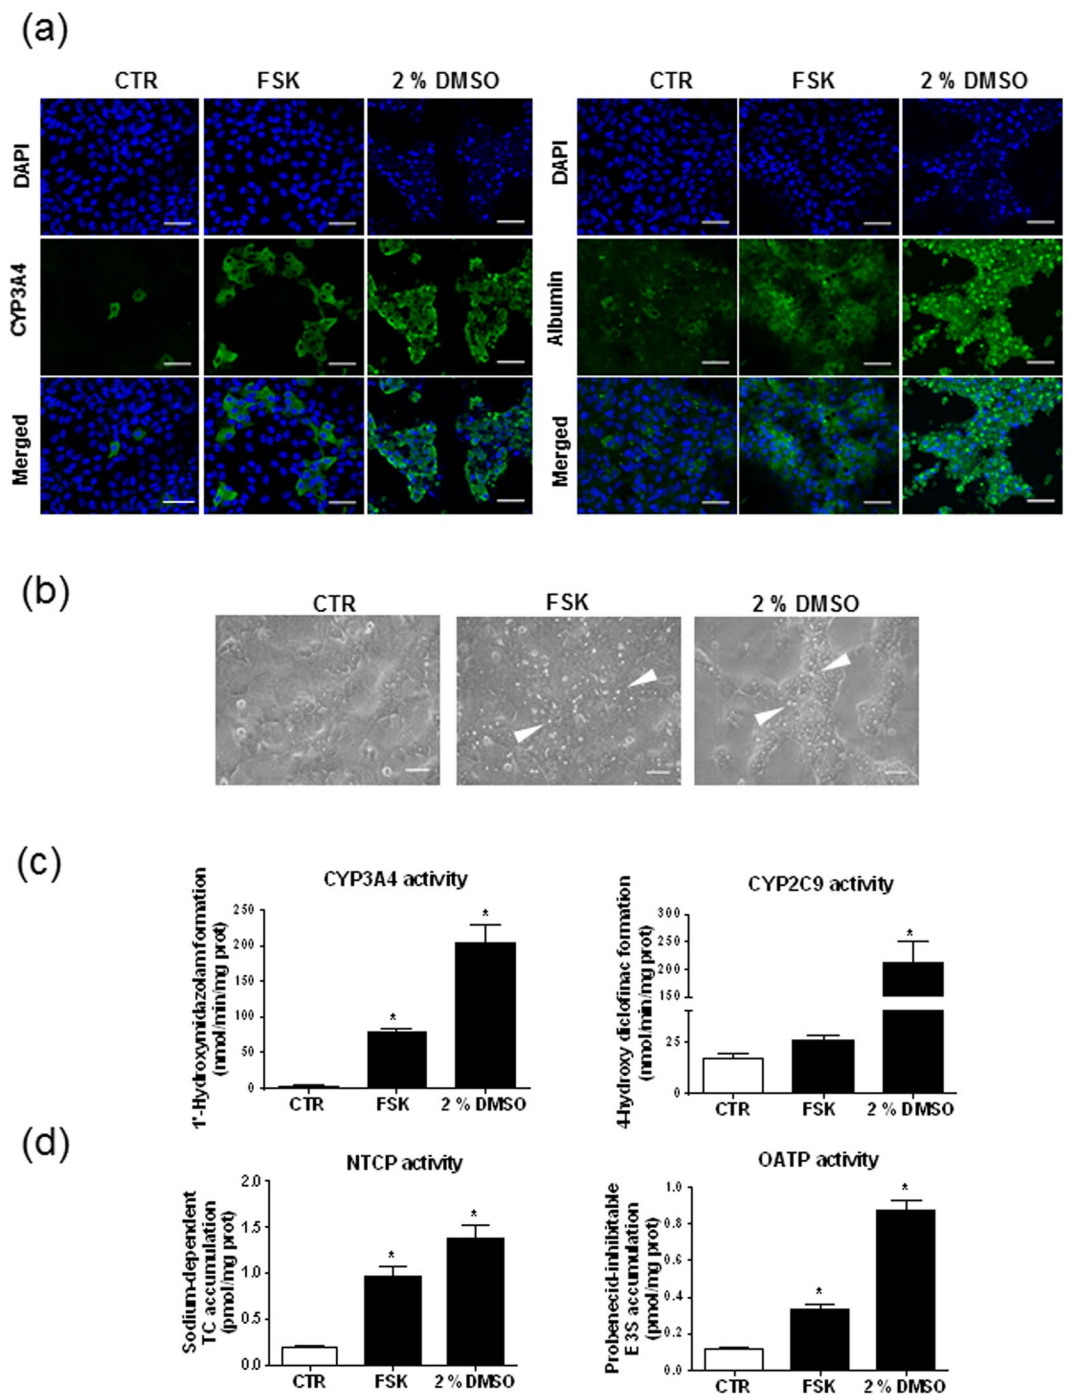 (a)
CTR FSK 2 % DMSO CTR FSK 2 % DMSO
DAPI DAPI
CYP3A4 Albumin
Merged Merged
(b)
CTR FSK 2 % DMSO
(c)
CYP3A4 activity
1'-Hydroxymidazolamformation
(nmol/min/mg prot)
250
200
150
100
50
0
*
*
CTR FSK 2 % DMSO
CYP2C9 activity
4-hydroxy diclofinac formation
(nmol/min/mg prot)
300
250
200
150
25
0
*
CTR FSK 2 % DMSO
(d)
NTCP activity
Sodium-dependent
TC accumulation
(pmol/mg prot)
2.0
1.5
1.0
0.5
0.0
*
*
CTR FSK 2 % DMSO
OATP activity
Probenecid-inhibitable
E3S accumulation
(pmol/mg prot)
1.0
0.8
0.6
0.4
0.2
0.0
*
*
CTR FSK 2 % DMSO